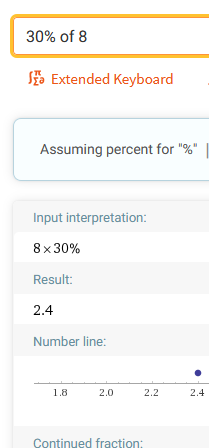 30% of 8
Extended Keyboard
Assuming percent for "%" |
Input interpretation:
8×30%
Result:
2.4
Number line:
1.8 2.0 2.2 2.4
Continued fraction: